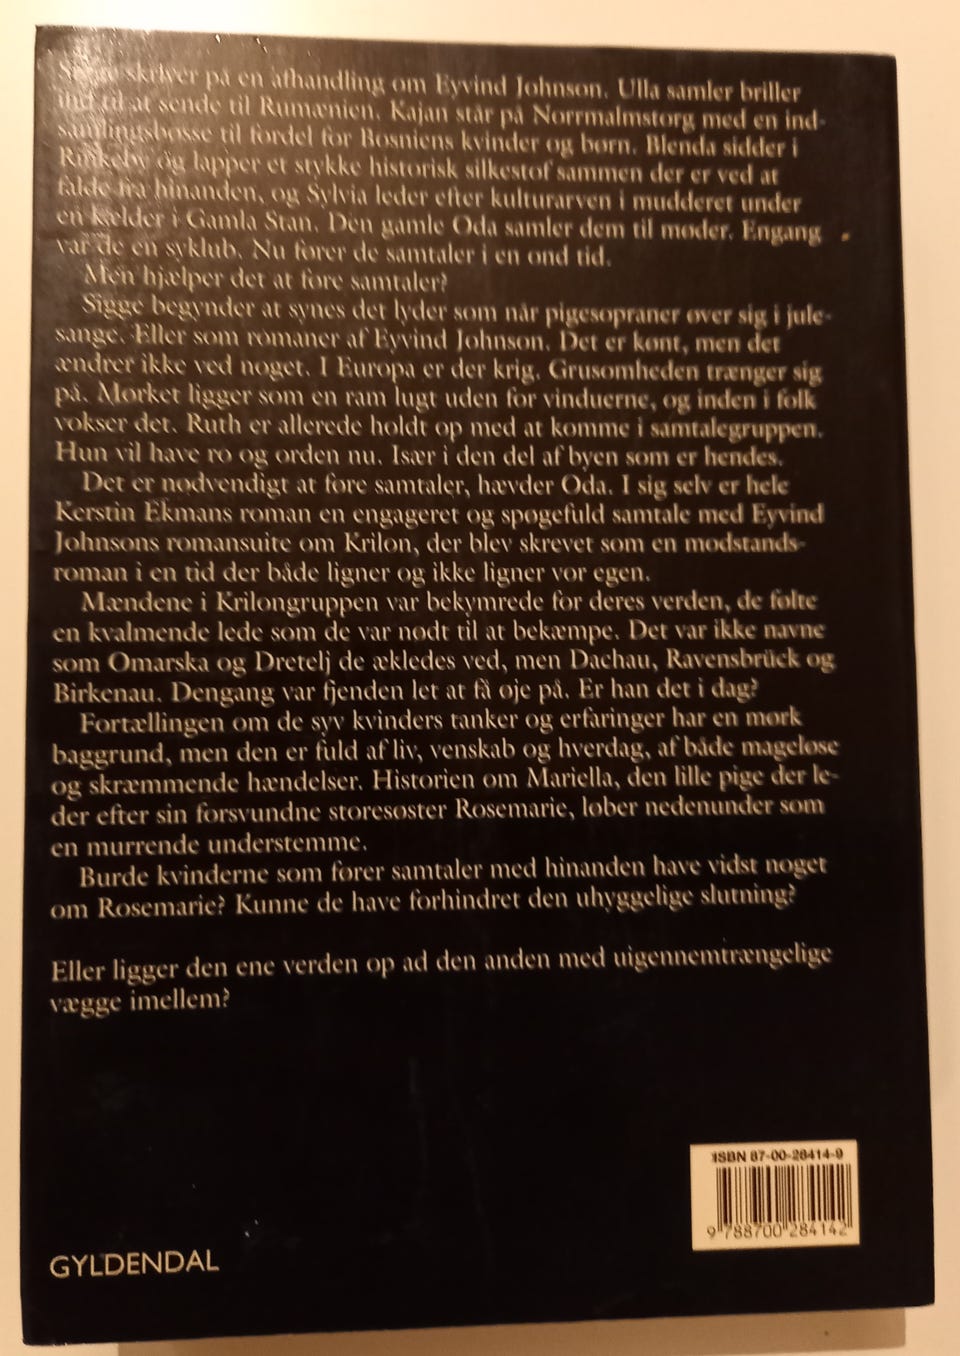 Sigge skriver på en afhandling om Eyvind Johnson. Ulla samler briller
ind til at sende til Rumænien. Kajan står på Norrmalmstorg med en ind-
samlingsbøsse til fordel for Bosniens kvinder og børn. Blenda sidder i
Rinkeby og lapper et stykke historisk silkestof sammen der er ved at
falde fra hinanden, og Sylvia leder efter kulturarven i mudderet under
en kælder i Gamla Stan. Den gamle Oda samler dem til møder. Engang
var de en syklub. Nu fører de samtaler i en ond tid.
Men hjælper det at føre samtaler?
Sigge begynder at synes det lyder som når pigesopraner øver sig i jule-
sange. Eller som romaner af Eyvind Johnson. Det er kønt, men det
ændrer ikke ved noget. I Europa er der krig. Grusomheden trænger sig
på. Mørket ligger som en ram lugt uden for vinduerne, og inden i folk
vokser det. Ruth er allerede holdt op med at komme i samtalegruppen.
Hun vil have ro og orden nu. Især i den del af byen som er hendes.
Det er nødvendigt at føre samtaler, hævder Oda. I sig selv er hele
Kerstin Ekmans roman en engageret og spøgefuld samtale med Eyvind
Johnsons romansuite om Krilon, der blev skrevet som en modstands-
roman i en tid der både ligner og ikke ligner vor egen.
Mændene i Krilongruppen var bekymrede for deres verden, de følte
en kvalmende lede som de var nødt til at bekæmpe. Det var ikke navne
som Omarska og Dretelj de ækledes ved, men Dachau, Ravensbrück og
Birkenau. Dengang var fjenden let at få øje på. Er han det i dag?
Fortællingen om de syv kvinders tanker og erfaringer har en mørk
baggrund, men den er fuld af liv, venskab og hverdag, af både mageløse
og skræmmende hændelser. Historien om Mariella, den lille pige der le-
der efter sin forsvundne storesøster Rosemarie, løber nedenunder som
en murrende understemme.
Burde kvinderne som fører samtaler med hinanden have vidst noget
om Rosemarie? Kunne de have forhindret den uhyggelige slutning?
Eller ligger den ene verden op ad den anden med uigennemtrængelige
vægge imellem?
ISBN 87-00-28414-9
9 788700 284142
GYLDENDAL